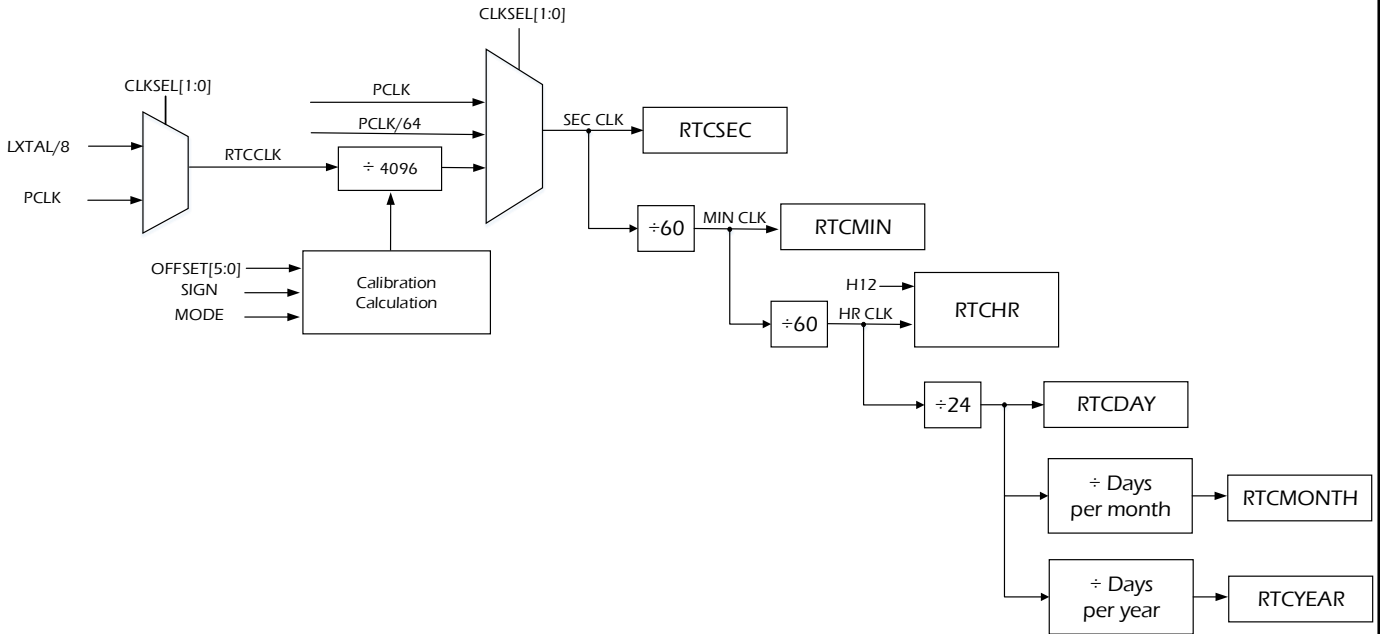 CLKSEL[1:0]
CLKSEL[1:0]
PCLK
LXTAL/8
PCLK/64
SEC CLK
RTCSEC
RTCCLK
÷ 4096
PCLK
÷60
MIN CLK
RTCMIN
OFFSET[5:0]
SIGN
MODE
Calibration
Calculation
H12
÷60
HR CLK
RTCHR
÷24
RTCDAY
÷ Days
per month
RTCMONTH
÷ Days
per year
RTCYEAR